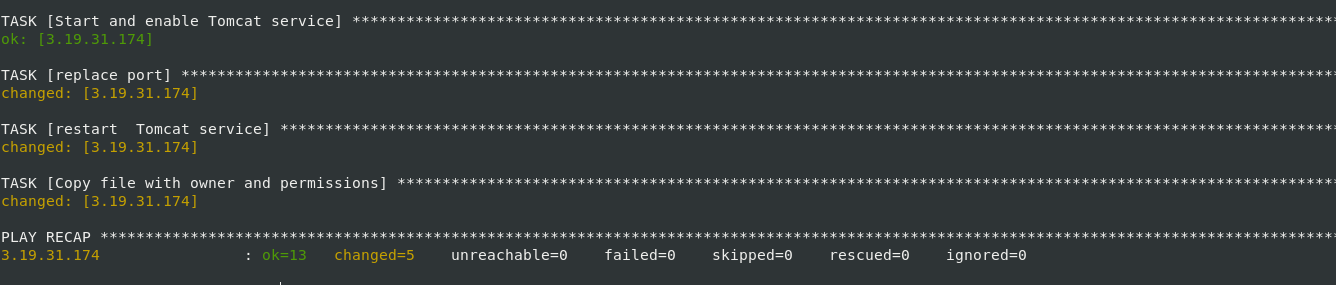 TASK [Start and enable Tomcat service] *************************************************************************************************************
ok: [3.19.31.174]
TASK [replace port] ********************************************************************************************************************************
changed: [3.19.31.174]
TASK [restart  Tomcat service] *********************************************************************************************************************
changed: [3.19.31.174]
TASK [Copy file with owner and permissions] ********************************************************************************************************
changed: [3.19.31.174]
PLAY RECAP *****************************************************************************************************************************************
3.19.31.174                : ok=13   changed=5    unreachable=0    failed=0    skipped=0    rescued=0    ignored=0